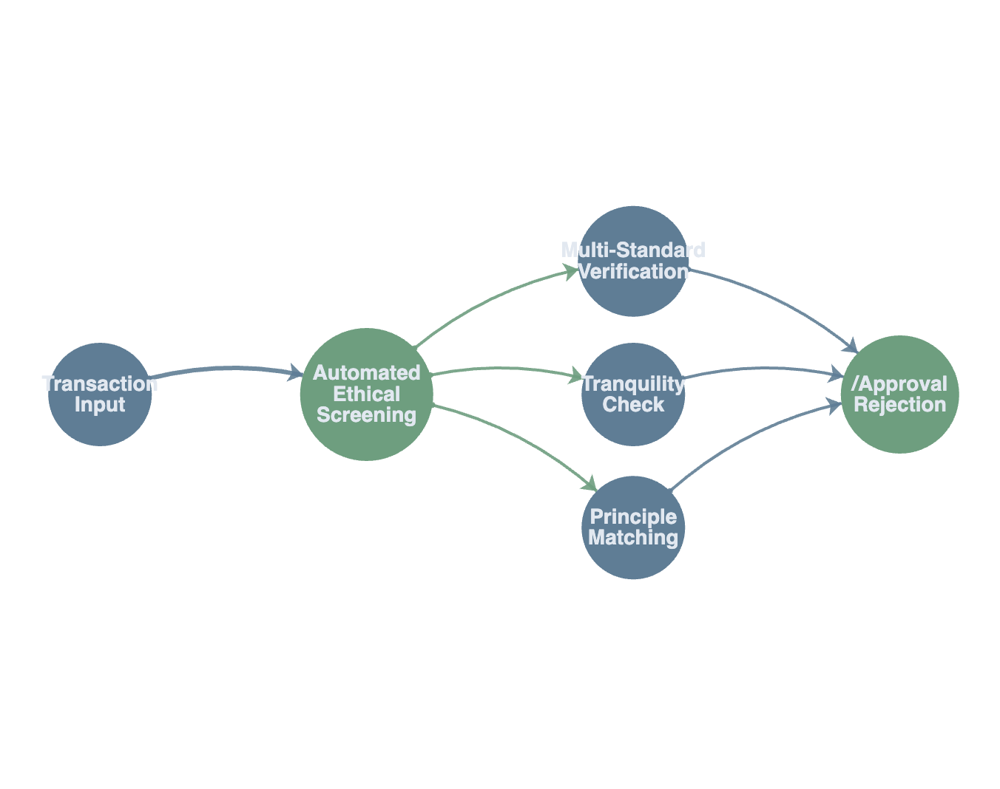 Transaction
Input
Automated
Ethical
Screening
Multi-Standard
Verification
Tranquility
Check
Principle
Matching
/Approval
Rejection